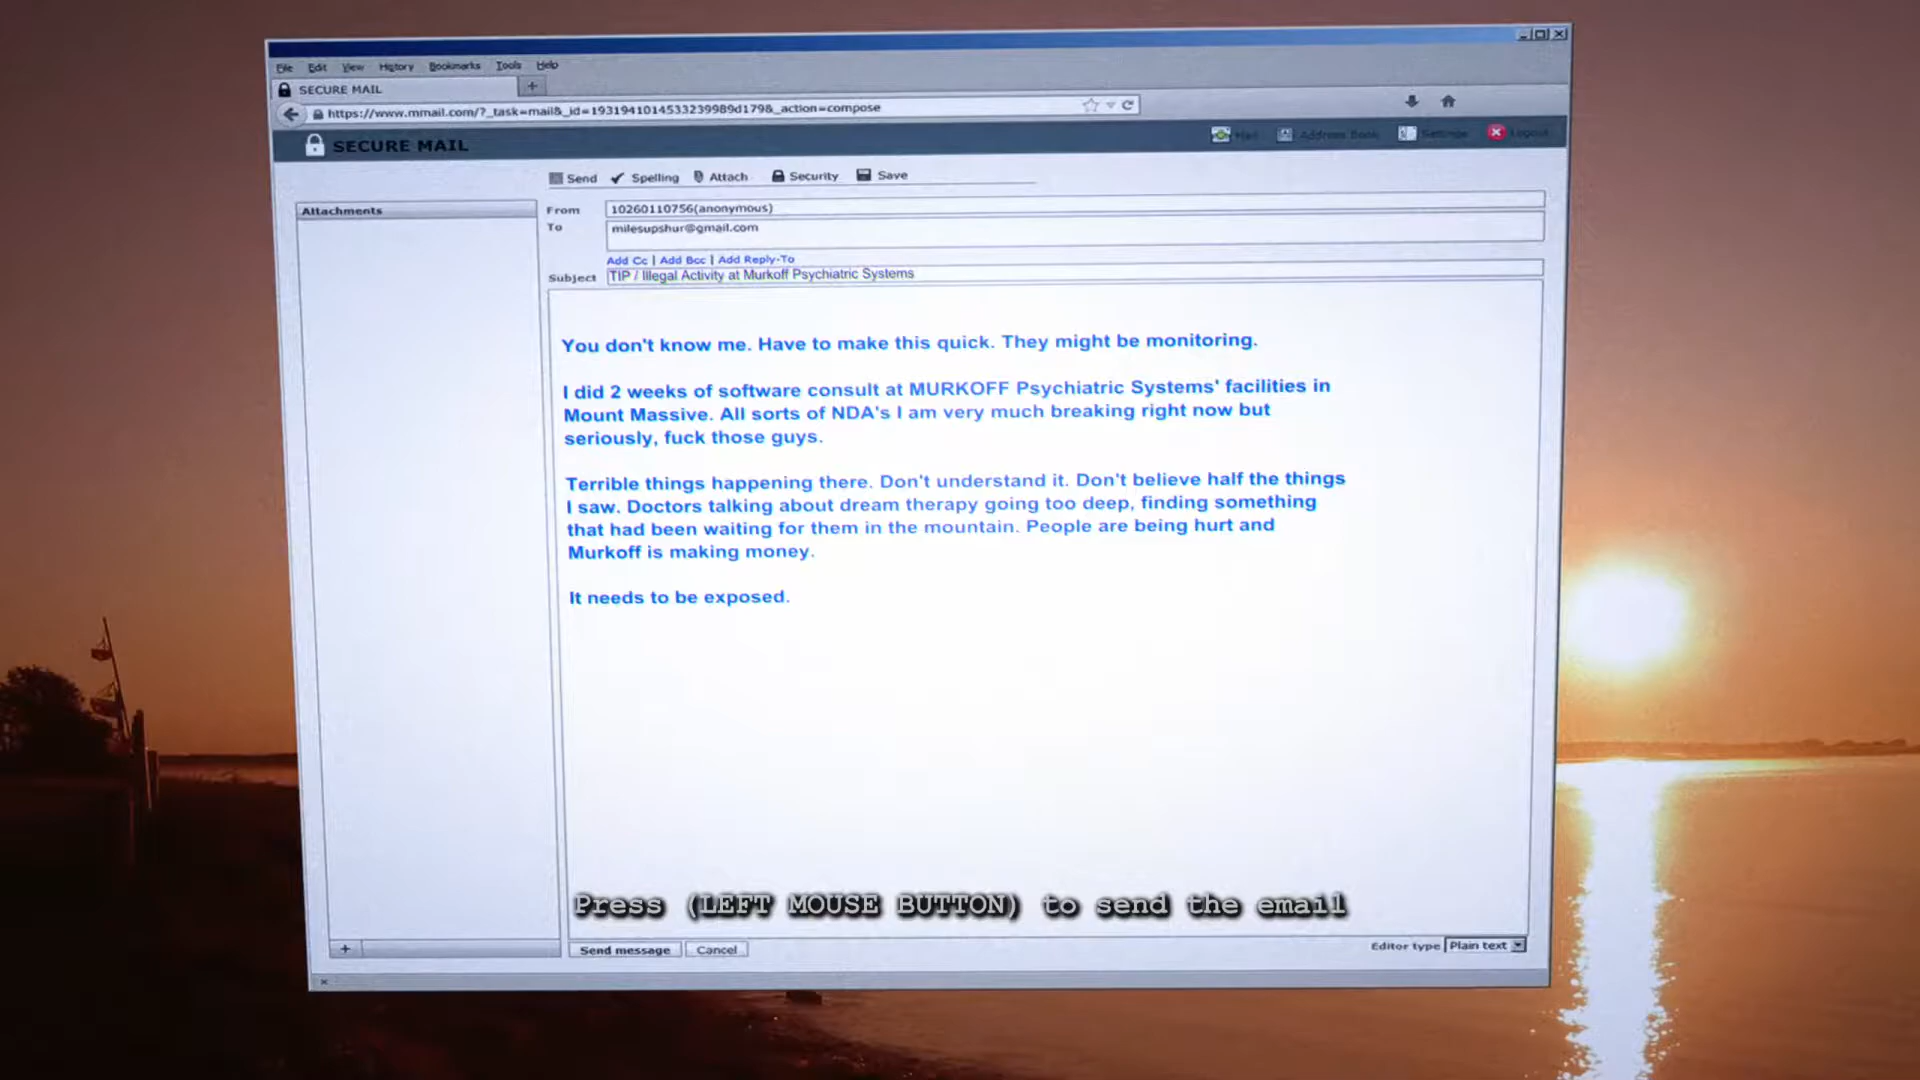 File Edit View History Bookmarks Tools Help
SECURE MAIL
https://www.mmail.com/?_task=mail&_id=1931941014533239989d179&_action=compose
SECURE MAIL
Mail Address Book Settings Logout
Send Spelling Attach Security Save
Attachments
From 10260110756(anonymous)
To milesupshur@gmail.com
Add Cc | Add Bcc | Add Reply-To
Subject TIP / Illegal Activity at Murkoff Psychiatric Systems
You don't know me. Have to make this quick. They might be monitoring.
I did 2 weeks of software consult at MURKOFF Psychiatric Systems' facilities in
Mount Massive. All sorts of NDA's I am very much breaking right now but
seriously, fuck those guys.
Terrible things happening there. Don't understand it. Don't believe half the things
I saw. Doctors talking about dream therapy going too deep, finding something
that had been waiting for them in the mountain. People are being hurt and
Murkoff is making money.
It needs to be exposed.
Press (LEFT MOUSE BUTTON) to send the email
Send message Cancel
Editor type Plain text